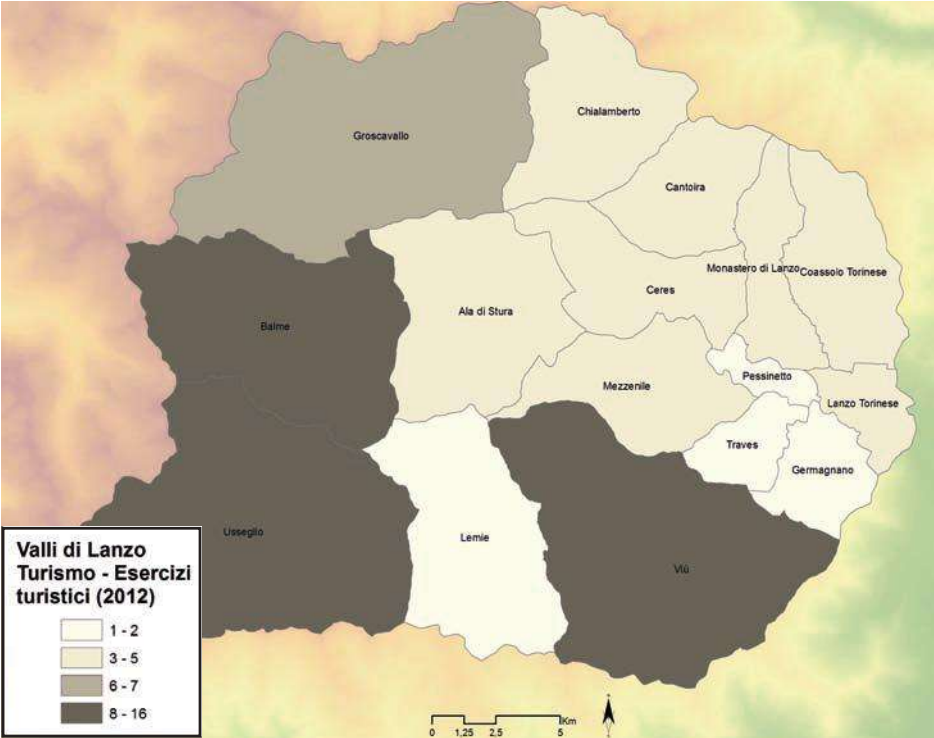 Chialamberto
Groscavallo
Cantoira
Monastero di Lanzo
Coassolo Torinese
Ceres
Ala di Stura
Balme
Pessinetto
Mezzenile
Lanzo Torinese
Traves
Germagnano
Usseglio
Lemie
Viù
Valli di Lanzo
Turismo - Esercizi
turistici (2012)
1 - 2
3 - 5
6 - 7
8 - 16
Km
0 1,25 2,5 5